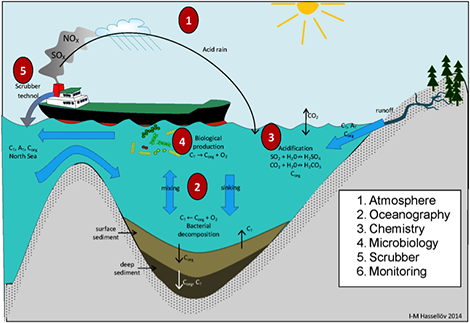 NOx
SOx
1
Acid rain
5
Scrubber
technol.
CO2
runoff
CT, AT,
Corg
CT, AT, Corg
North Sea
4
Biological
production
CT → Corg + O2
3
Acidification
SO2 + H2O ⇔ H2SO4
CO2 + H2O ⇔ H2CO3
Corg
mixing
2
sinking
CT ← Corg + O2
Bacterial
decomposition
surface
sediment
Corg
CT
deep
sediment
Corg, CT
1. Atmosphere
2. Oceanography
3. Chemistry
4. Microbiology
5. Scrubber
6. Monitoring
I-M Hassellöv 2014